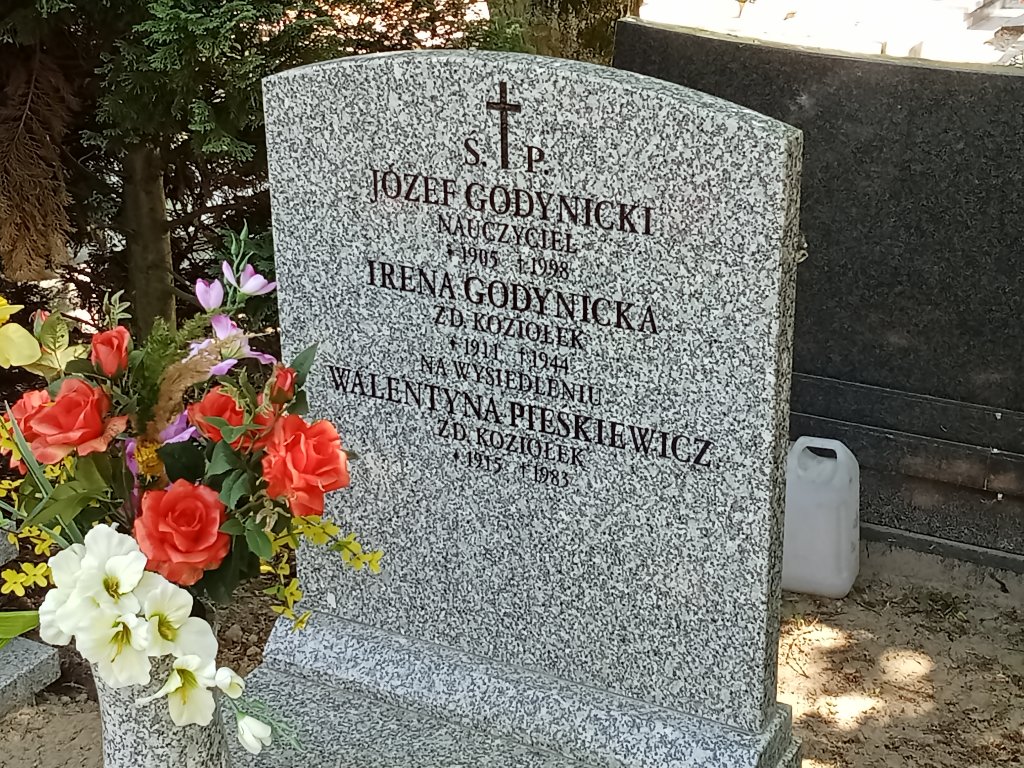 Ś. P.
JÓZEF GODYNICKI
NAUCZYCIEL
* 1905 † 1998
IRENA GODYNICKA
ZD. KOZIOŁEK
* 1911 † 1944
NA WYSIEDLENIU
WALENTYNA PIESKIEWICZ
ZD. KOZIOŁEK
* 1915 † 1983